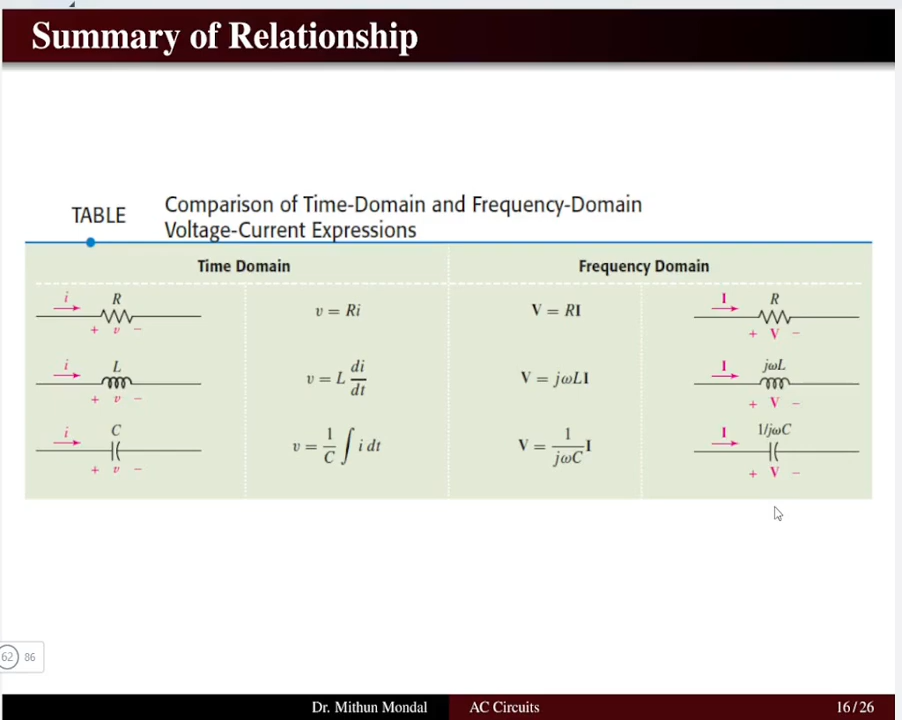 Summary of Relationship
TABLE
Comparison of Time-Domain and Frequency-Domain
Voltage-Current Expressions
Time Domain
Frequency Domain
i R + v −
v = Ri
V = RI
I R + V −
i L + v −
v = L di/dt
V = jωLI
I jωL + V −
i C + v −
v = 1/C ∫ i dt
V = 1/jωC I
I 1/jωC + V −
62 86
Dr. Mithun Mondal
AC Circuits
16/26